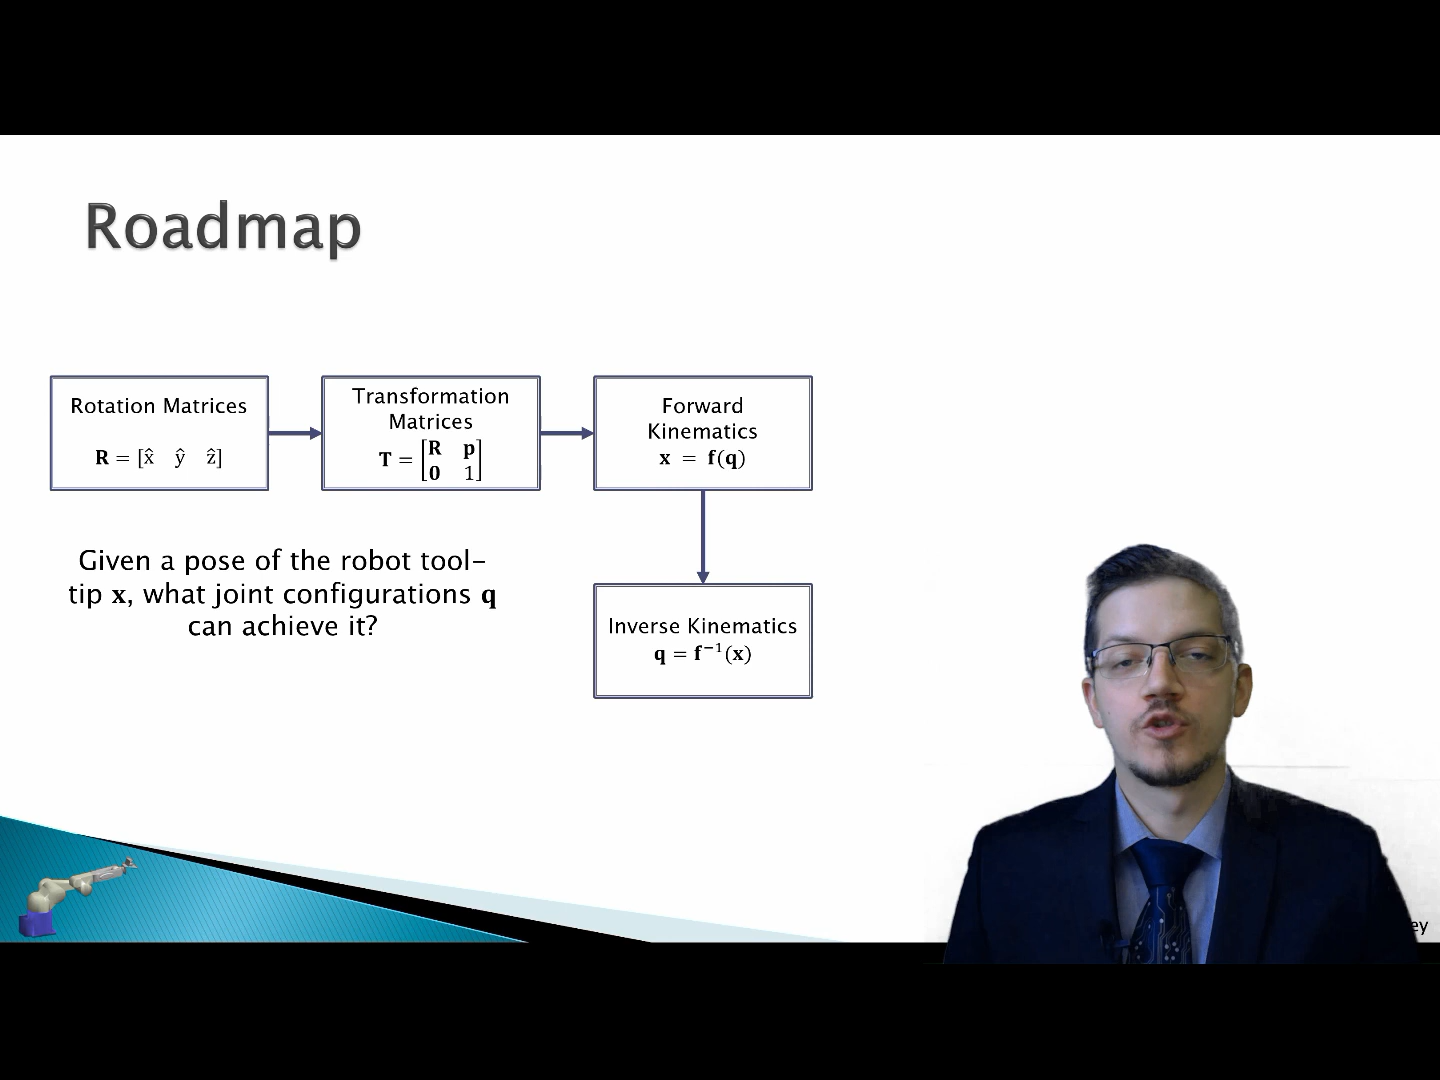 Roadmap
Rotation Matrices
𝐑 = [x̂ ŷ ẑ]
Transformation
Matrices
𝐓 = [𝐑 𝐩
𝟎 1]
Forward
Kinematics
𝐱 = 𝐟(𝐪)
Given a pose of the robot tool-
tip 𝐱, what joint configurations 𝐪
can achieve it?
Inverse Kinematics
𝐪 = 𝐟⁻¹(𝐱)